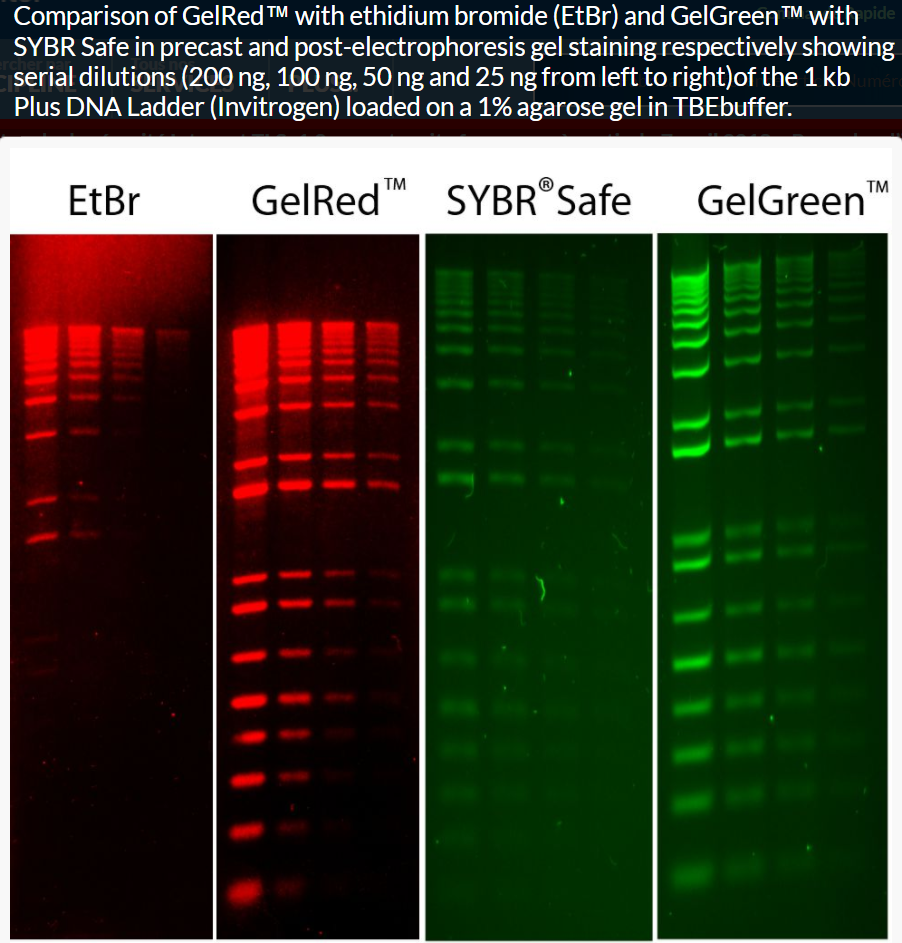 Comparison of GelRed™ with ethidium bromide (EtBr) and GelGreen™ with
SYBR Safe in precast and post-electrophoresis gel staining respectively showing
serial dilutions (200 ng, 100 ng, 50 ng and 25 ng from left to right)of the 1 kb
Plus DNA Ladder (Invitrogen) loaded on a 1% agarose gel in TBEbuffer.
EtBr GelRed™ SYBR®Safe GelGreen™